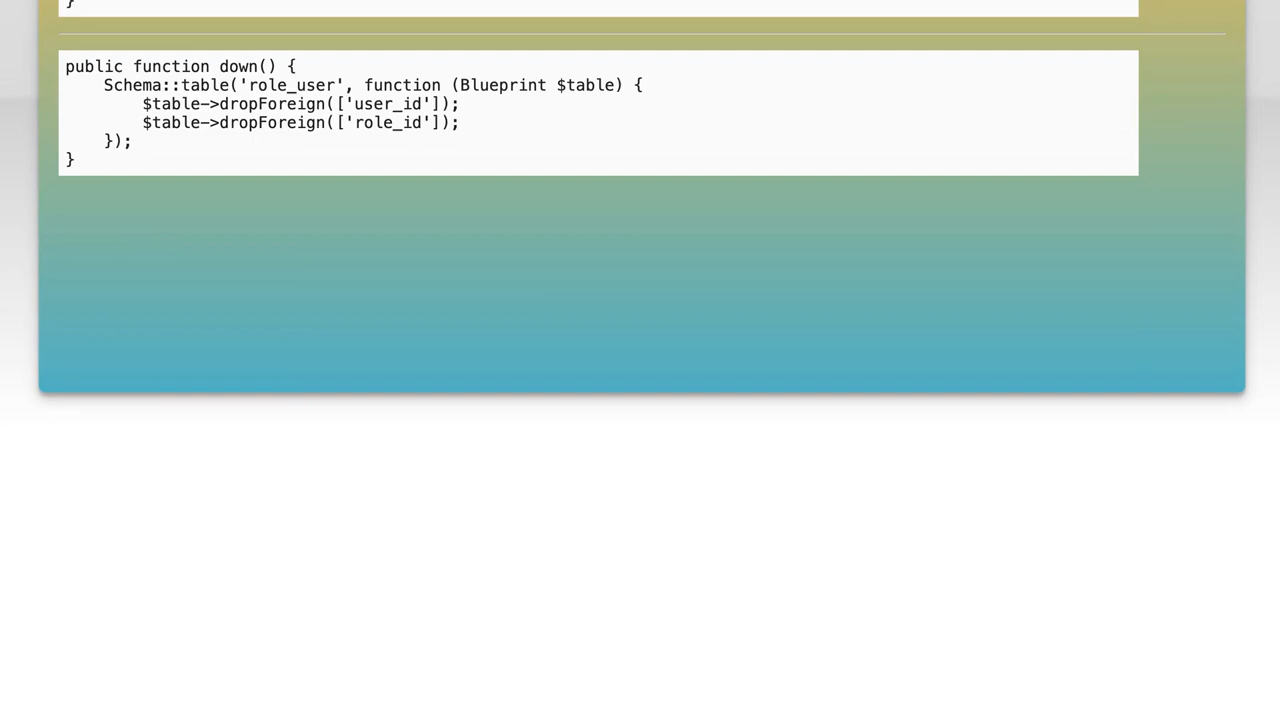 }
public function down() {
    Schema::table('role_user', function (Blueprint $table) {
        $table->dropForeign(['user_id']);
        $table->dropForeign(['role_id']);
    });
}